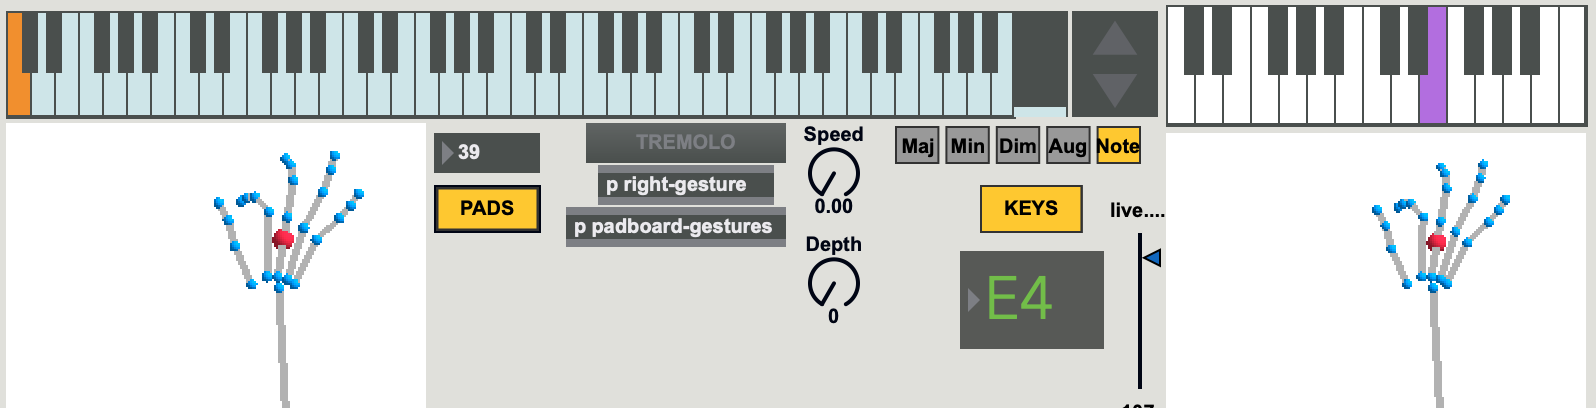 39
PADS
TREMOLO
p right-gesture
p padboard-gestures
Speed
0.00
Depth
0
Maj Min Dim Aug Note
KEYS
live....
E4